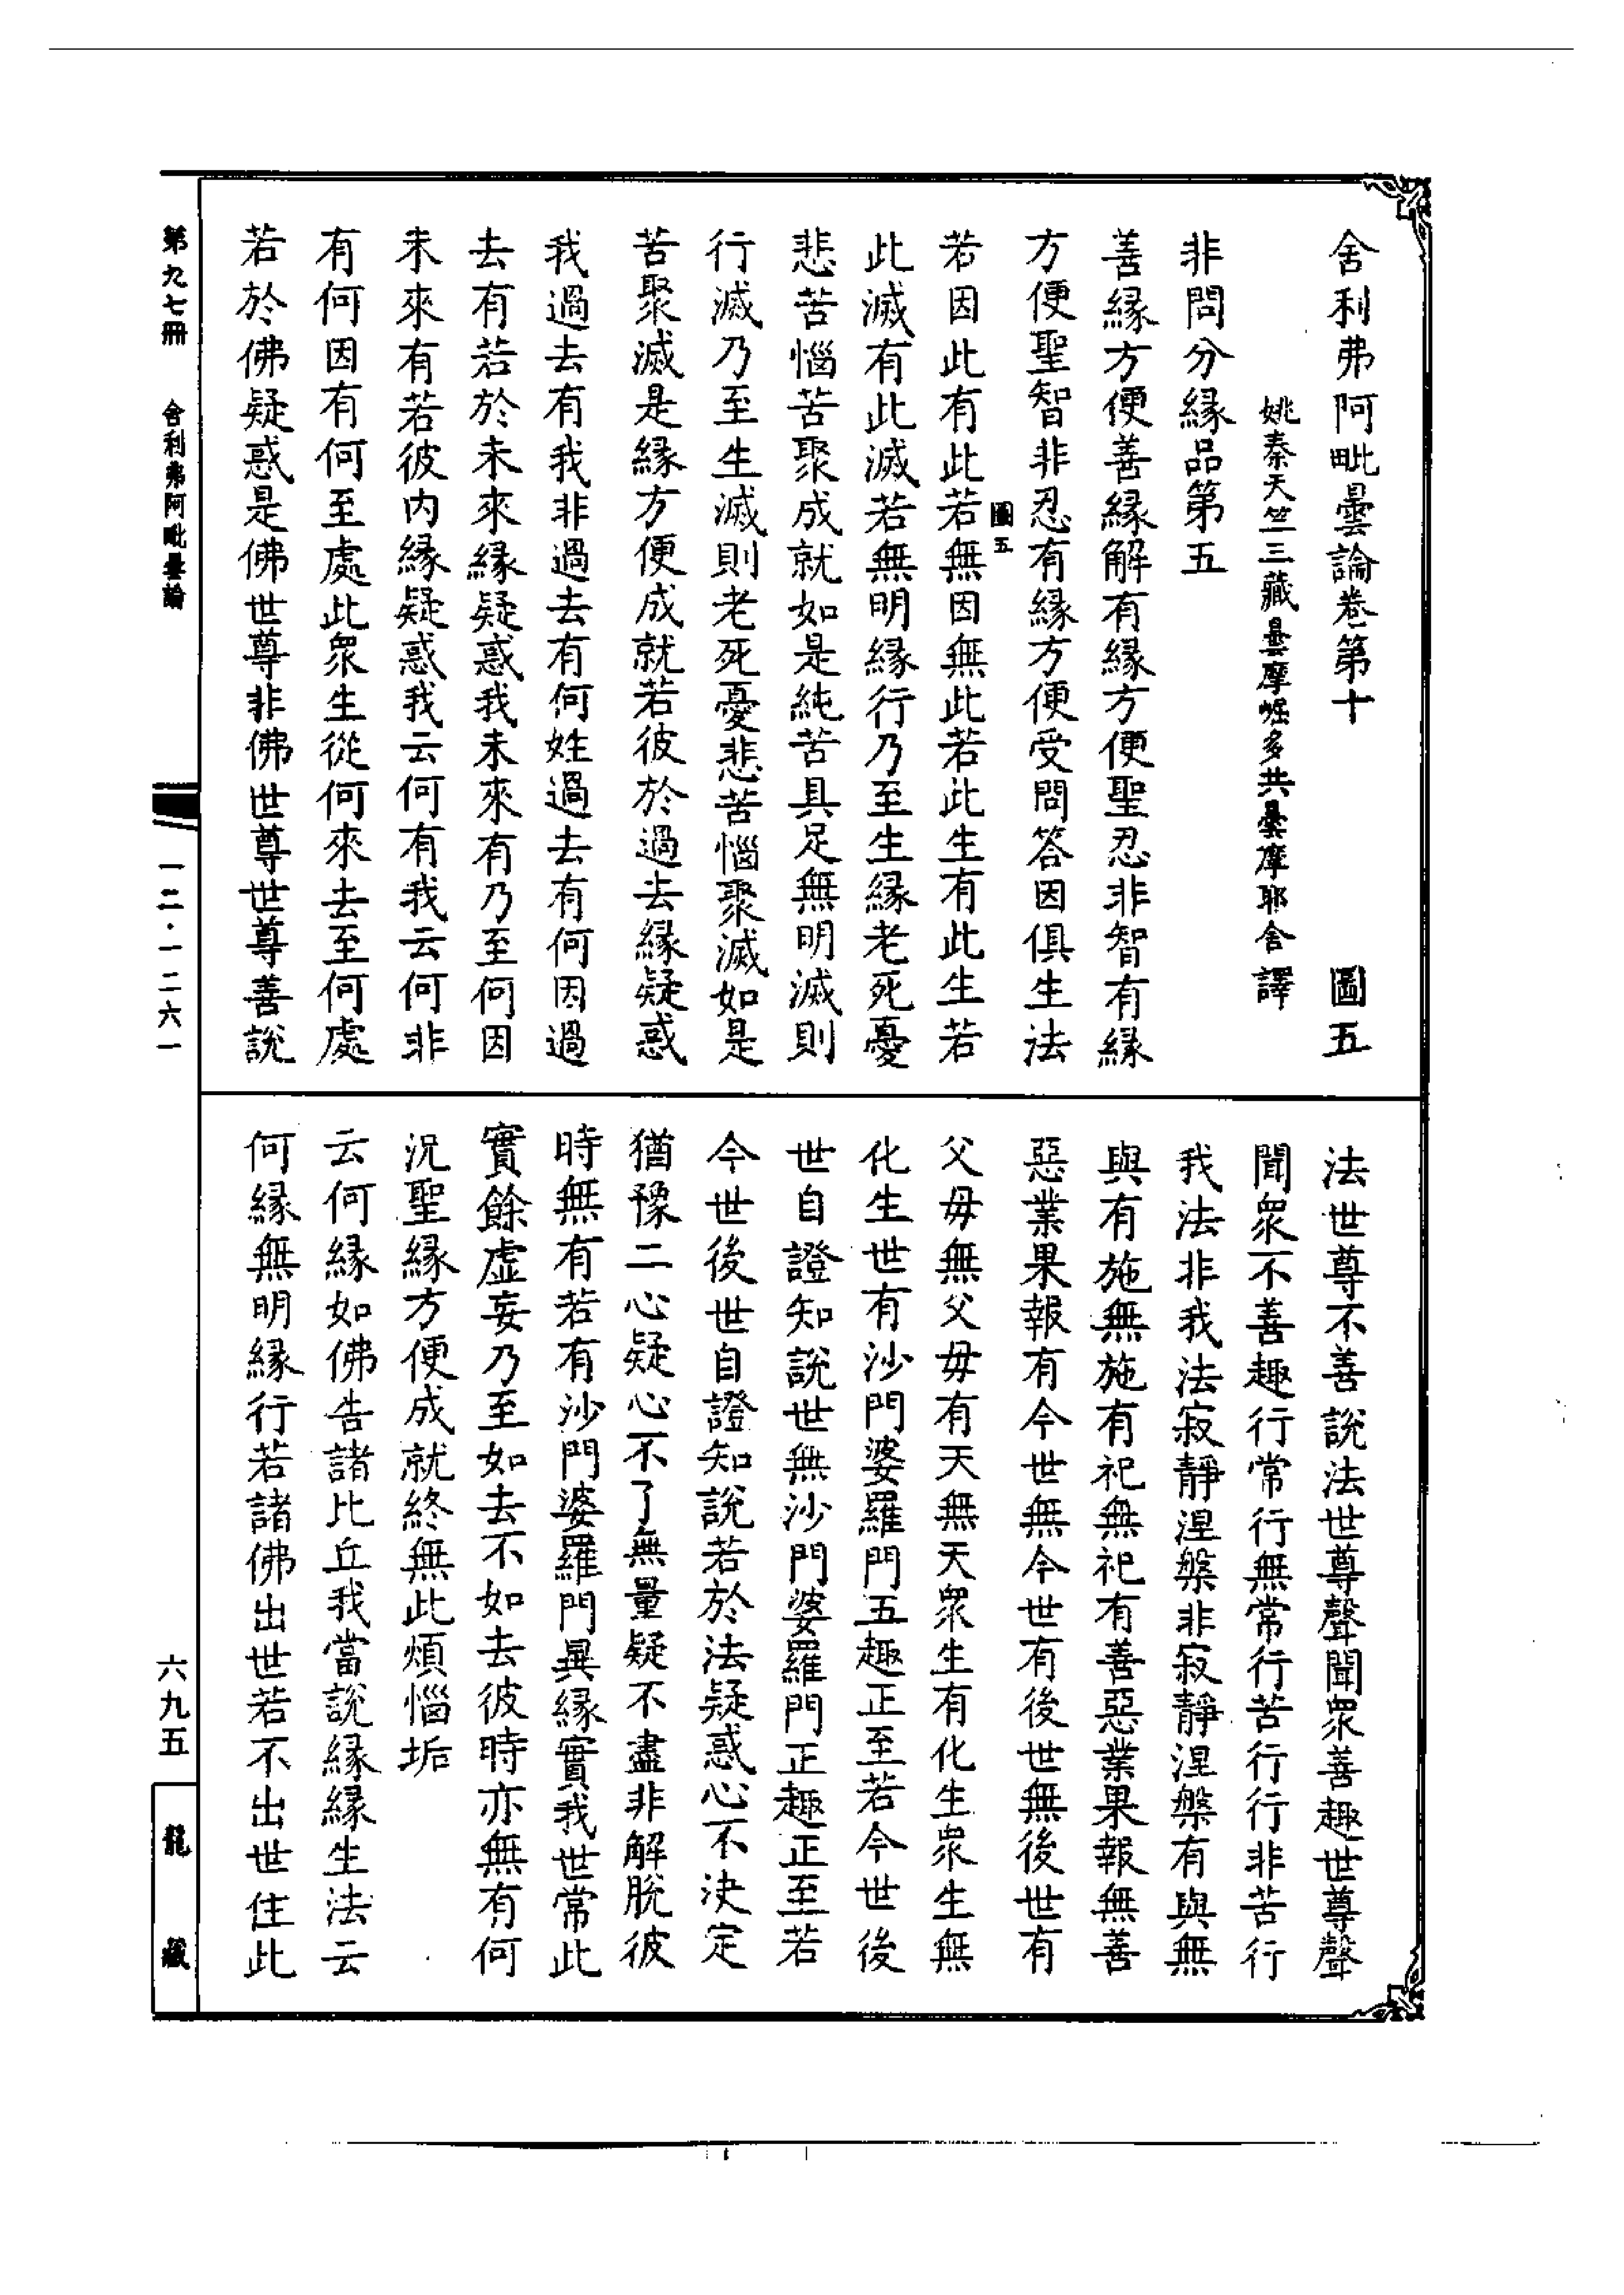 舍利弗阿毗曇論卷第十　圖五
姚秦天竺三藏曇摩崛多共曇摩耶舍譯
非問分緣品第五
善緣方便善緣解有緣方便聖忍非智有緣
方便聖智非忍有緣方便受問答因俱生法
圖五
若因此有此若無因無此若此生有此生若
此滅有此滅若無明緣行乃至生緣老死憂
悲苦惱苦聚成就如是純苦具足無明滅則
行滅乃至生滅則老死憂悲苦惱聚滅如是
苦聚滅是緣方便成就若彼於過去緣疑惑
我過去有我非過去有何姓過去有何因過
去有若於未來緣疑惑我未來有乃至何因
未來有若彼內緣疑惑我云何有我云何非
有何因有何至處此眾生從何來去至何處
若於佛疑惑是佛世尊非佛世尊世尊善說
法世尊不善說法世尊聲聞眾善趣世尊聲
聞眾不善趣行常行無常行苦行行非苦行
我法非我法寂靜涅槃非寂靜涅槃有與無
與有施無施有祀無祀有善惡業果報無善
惡業果報有今世無今世有後世無後世有
父母無父母有天無天眾生有化生眾生無
化生世有沙門婆羅門五趣正至若今世後
世自證知說世無沙門婆羅門正趣正至若
今世後世自證知說若於法疑惑心不決定
猶豫二心疑心不了無量疑不盡非解脫彼
時無有若有沙門婆羅門異緣實我世常此
實餘虛妄乃至如去不如去彼時亦無有何
況聖緣方便成就終無此煩惱垢
云何緣如佛告諸比丘我當說緣緣生法云
何緣無明緣行若諸佛出世若不出世住此
第九七冊　舍利弗阿毗曇論　一二·一二六一　六九五　龍藏